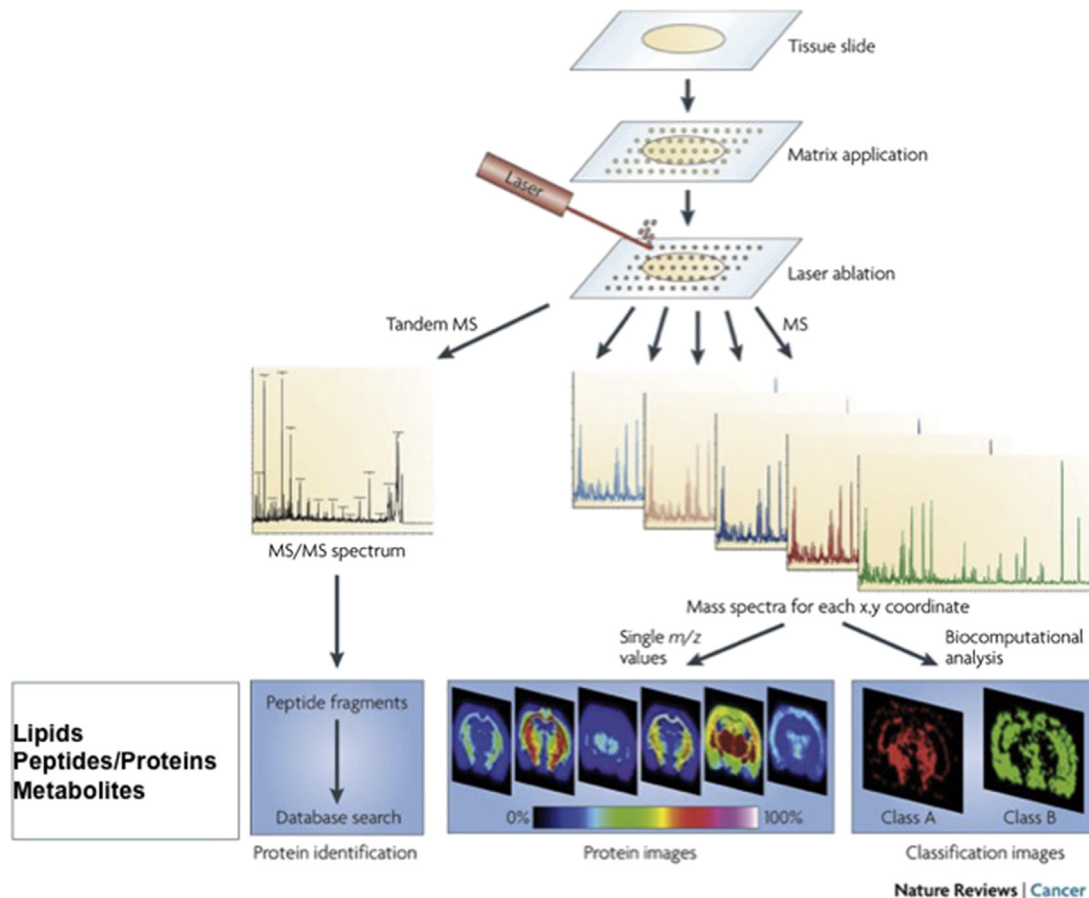 Tissue slide
Matrix application
Laser
Laser ablation
Tandem MS
MS
MS/MS spectrum
Mass spectra for each x,y coordinate
Single m/z
values
Biocomputational
analysis
Lipids
Peptides/Proteins
Metabolites
Peptide fragments
Database search
0%
100%
Class A
Class B
Protein identification
Protein images
Classification images
Nature Reviews | Cancer